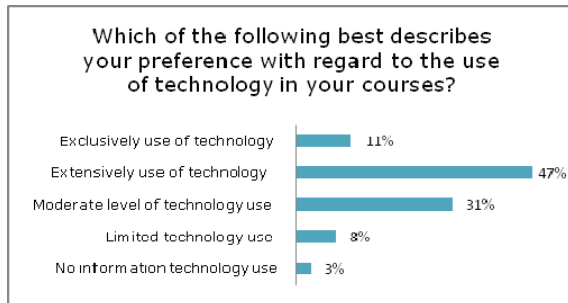 Which of the following best describes
your preference with regard to the use
of technology in your courses?
Exclusively use of technology 11%
Extensively use of technology 47%
Moderate level of technology use 31%
Limited technology use 8%
No information technology use 3%